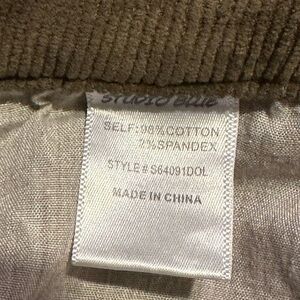 STUDIO BLUE
SELF:98%COTTON
2%SPANDEX
STYLE#S64091DOL
MADE IN CHINA